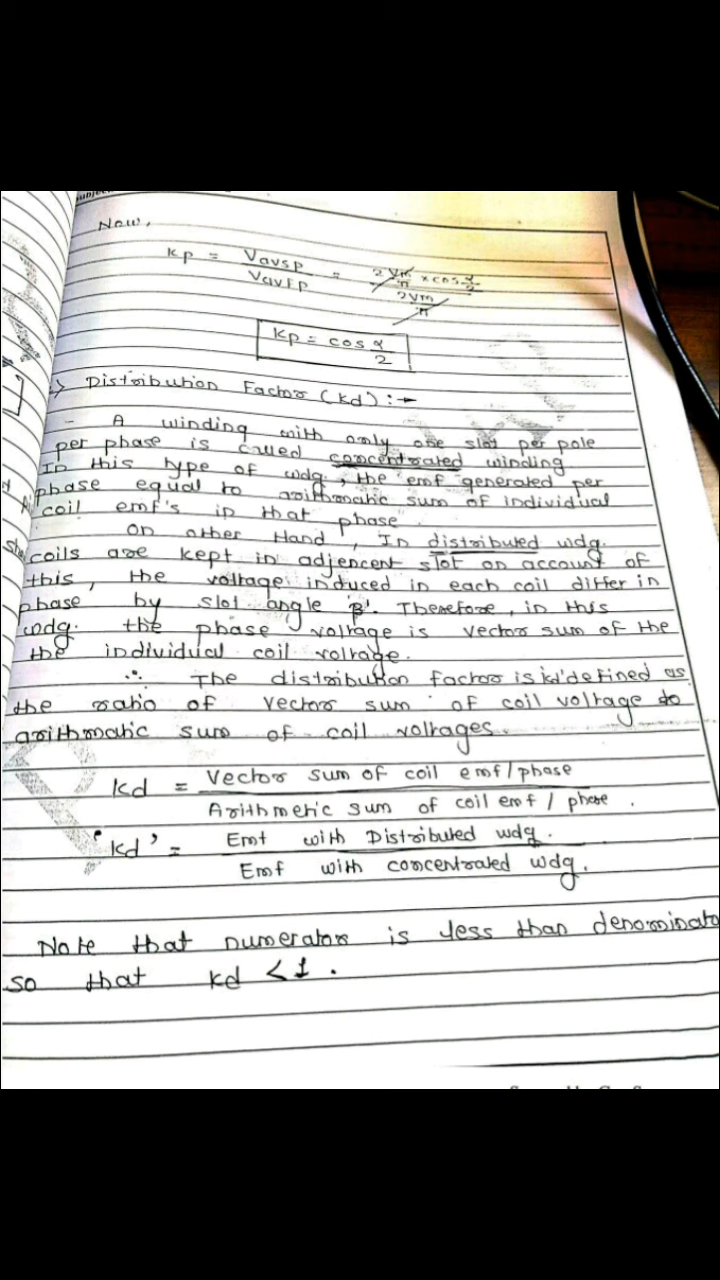 Now,
Kp = Vavsp / VavFp = 2Vm/π × cos α/2 / 2Vm/π
Kp = cos α/2
> Distribution Factor (Kd) :-
- A winding with only one slot per pole
per phase is called concentrated winding
In this type of wdg, the emf generated per
phase equal to arithmatic sum of individual
coil emf's in that phase
On other Hand, In distributed wdg.
coils are kept in adjencent slot on account of
this, the voltage induced in each coil differ in
phase by slot angle 'β'. Therefore, in this
wdg. the phase voltage is vector sum of the
the individual coil voltage.
∴ The distribution factor is kd' defined as
the ratio of vector sum of coil voltage to
arithmatic sum of coil voltages.
Kd = Vector sum of coil emf/phase
Arithmetic sum of coil emf / phase.
'Kd' = Emf with Distributed wdg.
Emf with concentrated wdg.
Note that numerator is less than denominato
so that kd <1.